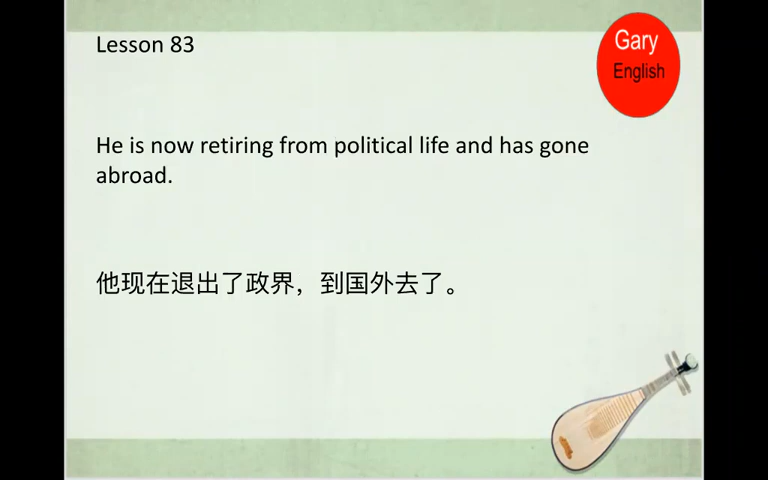 Lesson 83
Gary
English
He is now retiring from political life and has gone
abroad.
他现在退出了政界，到国外去了。